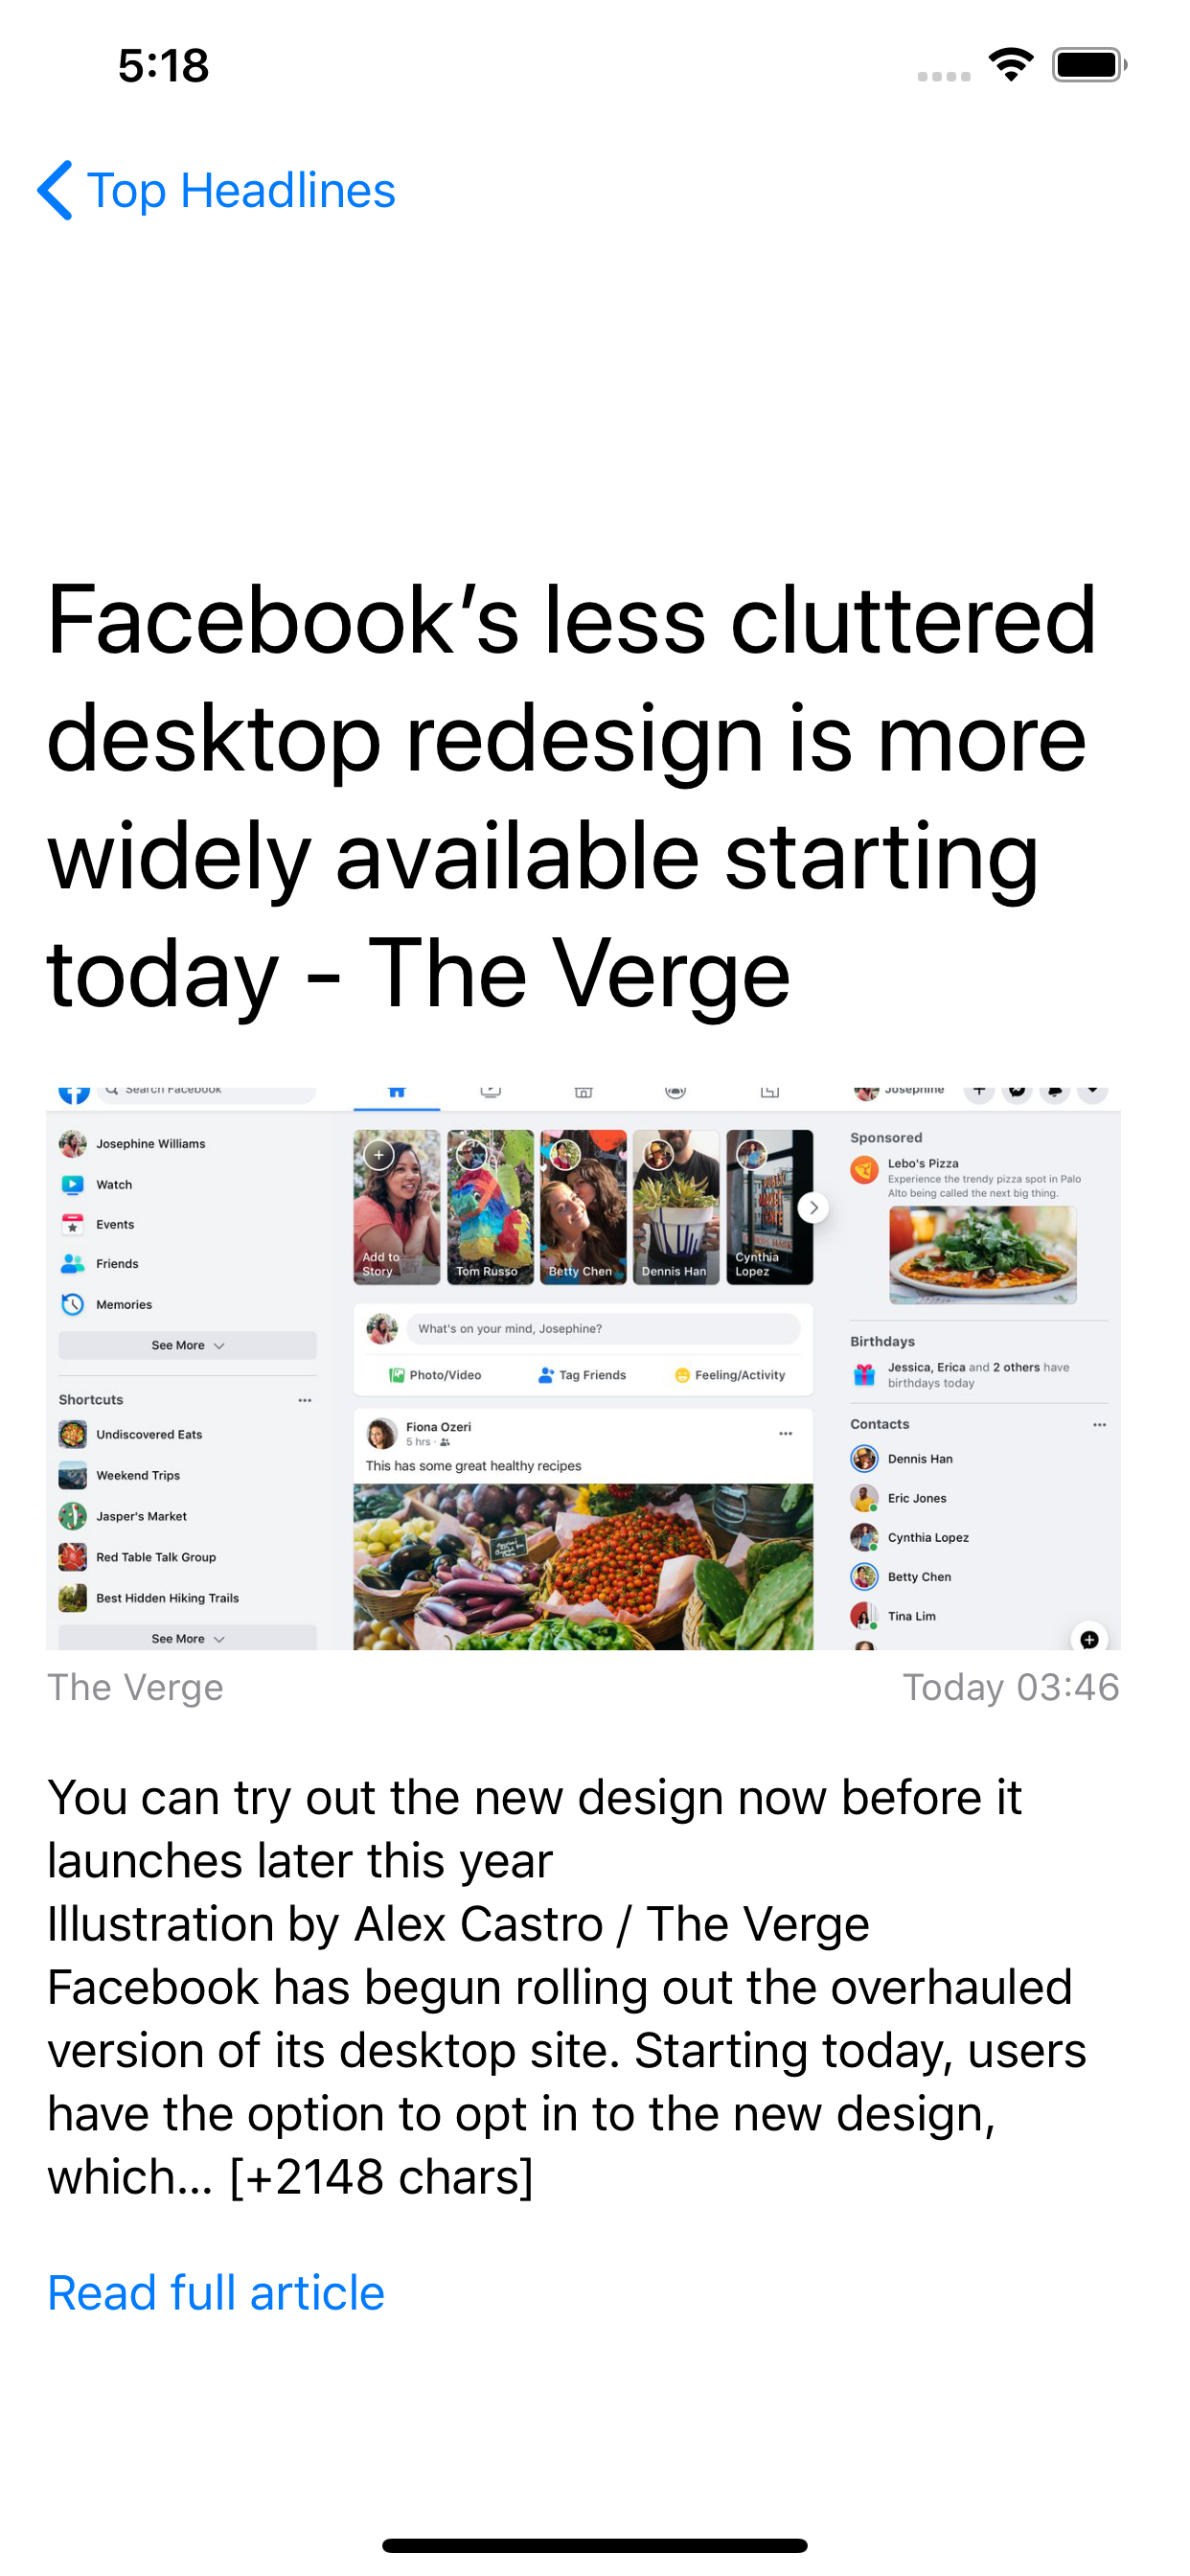 5:18
Top Headlines
Facebook’s less cluttered
desktop redesign is more
widely available starting
today - The Verge
Search Facebook
Josephine
Josephine Williams
Watch
Events
Friends
Memories
See More
Shortcuts
Undiscovered Eats
Weekend Trips
Jasper's Market
Red Table Talk Group
Best Hidden Hiking Trails
See More
Add to
Story
Tom Russo
Betty Chen
Dennis Han
Cynthia
Lopez
What's on your mind, Josephine?
Photo/Video
Tag Friends
Feeling/Activity
Fiona Ozeri
5 hrs ·
This has some great healthy recipes
Sponsored
Lebo's Pizza
Experience the trendy pizza spot in Palo
Alto being called the next big thing.
Birthdays
Jessica, Erica and 2 others have
birthdays today
Contacts
Dennis Han
Eric Jones
Cynthia Lopez
Betty Chen
Tina Lim
The Verge
Today 03:46
You can try out the new design now before it
launches later this year
Illustration by Alex Castro / The Verge
Facebook has begun rolling out the overhauled
version of its desktop site. Starting today, users
have the option to opt in to the new design,
which... [+2148 chars]
Read full article